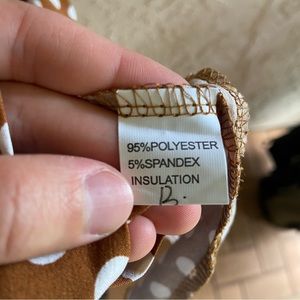 95%POLYESTER
5%SPANDEX
INSULATION
12.